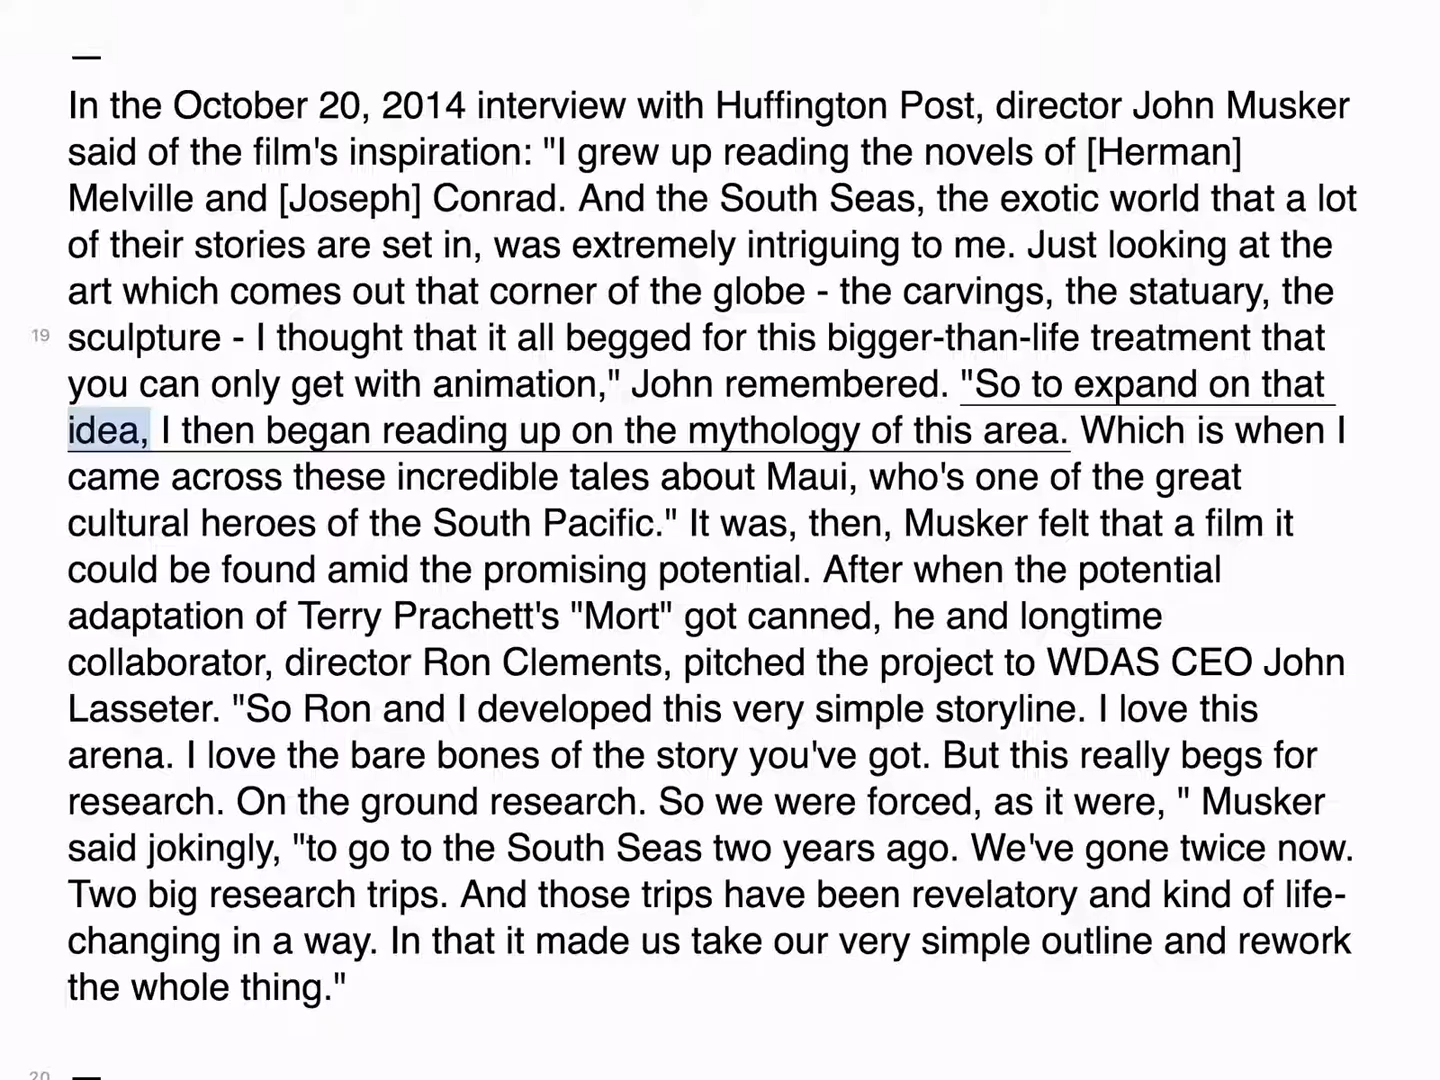 —
In the October 20, 2014 interview with Huffington Post, director John Musker
said of the film's inspiration: "I grew up reading the novels of [Herman]
Melville and [Joseph] Conrad. And the South Seas, the exotic world that a lot
of their stories are set in, was extremely intriguing to me. Just looking at the
art which comes out that corner of the globe - the carvings, the statuary, the
19 sculpture - I thought that it all begged for this bigger-than-life treatment that
you can only get with animation," John remembered. "So to expand on that
idea, I then began reading up on the mythology of this area. Which is when I
came across these incredible tales about Maui, who's one of the great
cultural heroes of the South Pacific." It was, then, Musker felt that a film it
could be found amid the promising potential. After when the potential
adaptation of Terry Prachett's "Mort" got canned, he and longtime
collaborator, director Ron Clements, pitched the project to WDAS CEO John
Lasseter. "So Ron and I developed this very simple storyline. I love this
arena. I love the bare bones of the story you've got. But this really begs for
research. On the ground research. So we were forced, as it were, " Musker
said jokingly, "to go to the South Seas two years ago. We've gone twice now.
Two big research trips. And those trips have been revelatory and kind of life-
changing in a way. In that it made us take our very simple outline and rework
the whole thing."
20 —